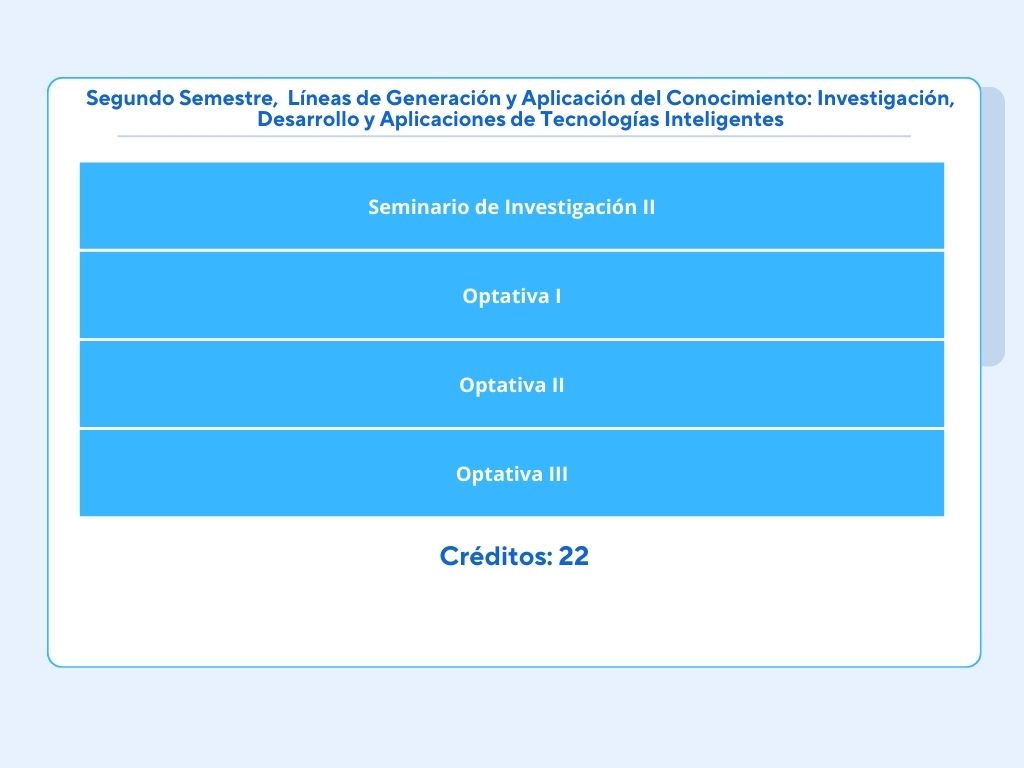 Segundo Semestre,  Líneas de Generación y Aplicación del Conocimiento: Investigación,
Desarrollo y Aplicaciones de Tecnologías Inteligentes
Seminario de Investigación II
Optativa I
Optativa II
Optativa III
Créditos: 22